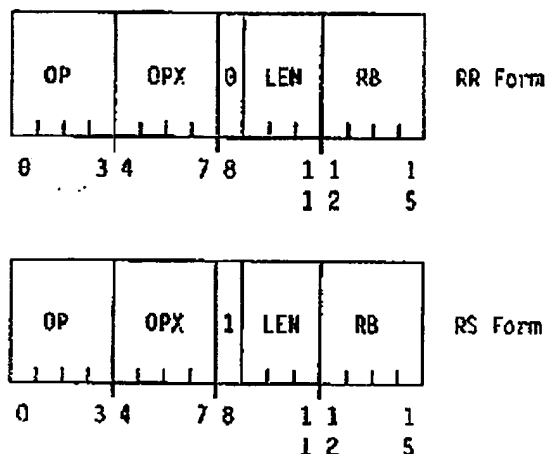 OP OPX 0 LEN RB RR Form
0 3 4 7 8 1 1 1
1 2 5
OP OPX 1 LEN RB RS Form
0 3 4 7 8 1 1 1
1 2 5